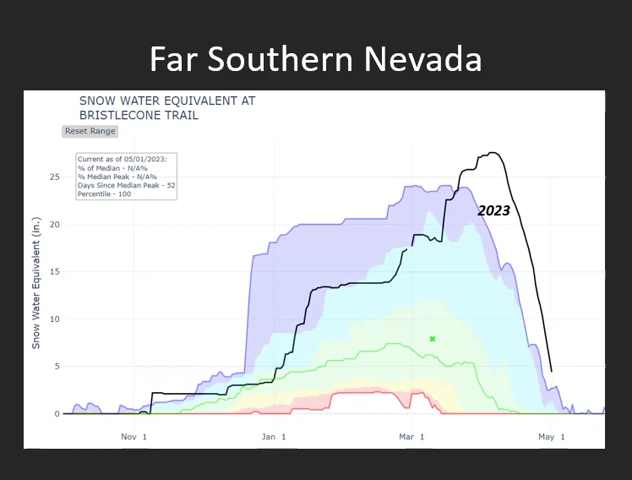 Far Southern Nevada
SNOW WATER EQUIVALENT AT
BRISTLECONE TRAIL
Reset Range
Current as of 05/01/2023:
% of Median - N/A%
% Median Peak - N/A%
Days Since Median Peak - 52
Percentile - 100
25
20
15
10
5
0
Snow Water Equivalent (in.)
2023
Nov 1
Jan 1
Mar 1
May 1